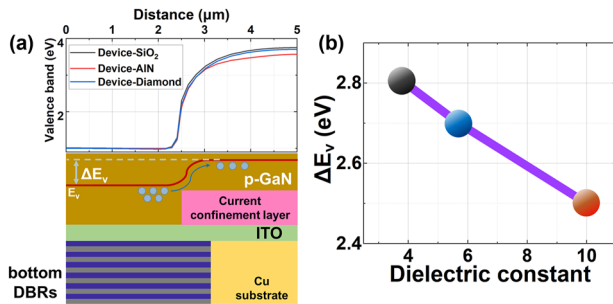 Distance (μm)
0 1 2 3 4 5
(a)
Valence band (eV)
4
2
Device-SiO₂
Device-AlN
Device-Diamond
ΔEᵥ
Eᵥ
p-GaN
Current
confinement layer
ITO
bottom
DBRs
Cu
substrate
(b)
ΔEᵥ (eV)
2.8
2.6
2.4
4 6 8 10
Dielectric constant